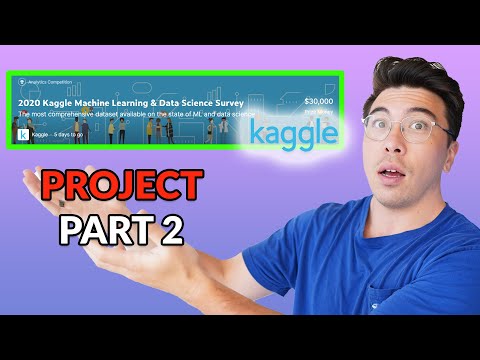 Analytics Competition
2020 Kaggle Machine Learning & Data Science Survey
$30,000
The most comprehensive dataset available on the state of ML and data science
k
Kaggle – 5 days to go
kaggle
PROJECT
PART 2